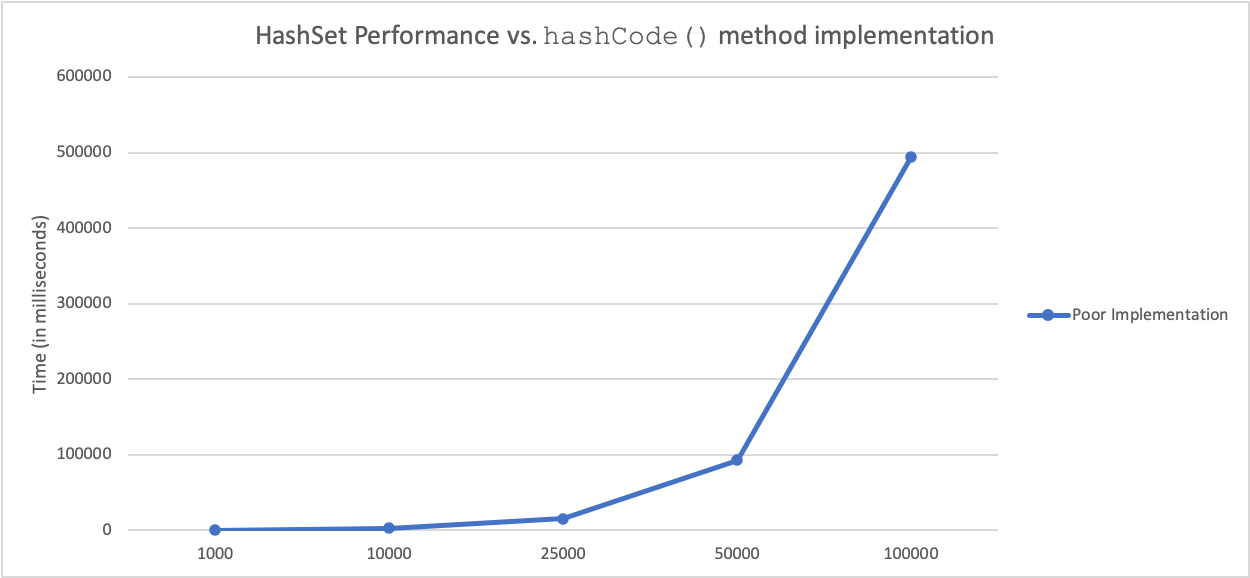 HashSet Performance vs. hashCode() method implementation
600000
500000
400000
300000
200000
100000
0
Time (in milliseconds)
1000 10000 25000 50000 100000
Poor Implementation